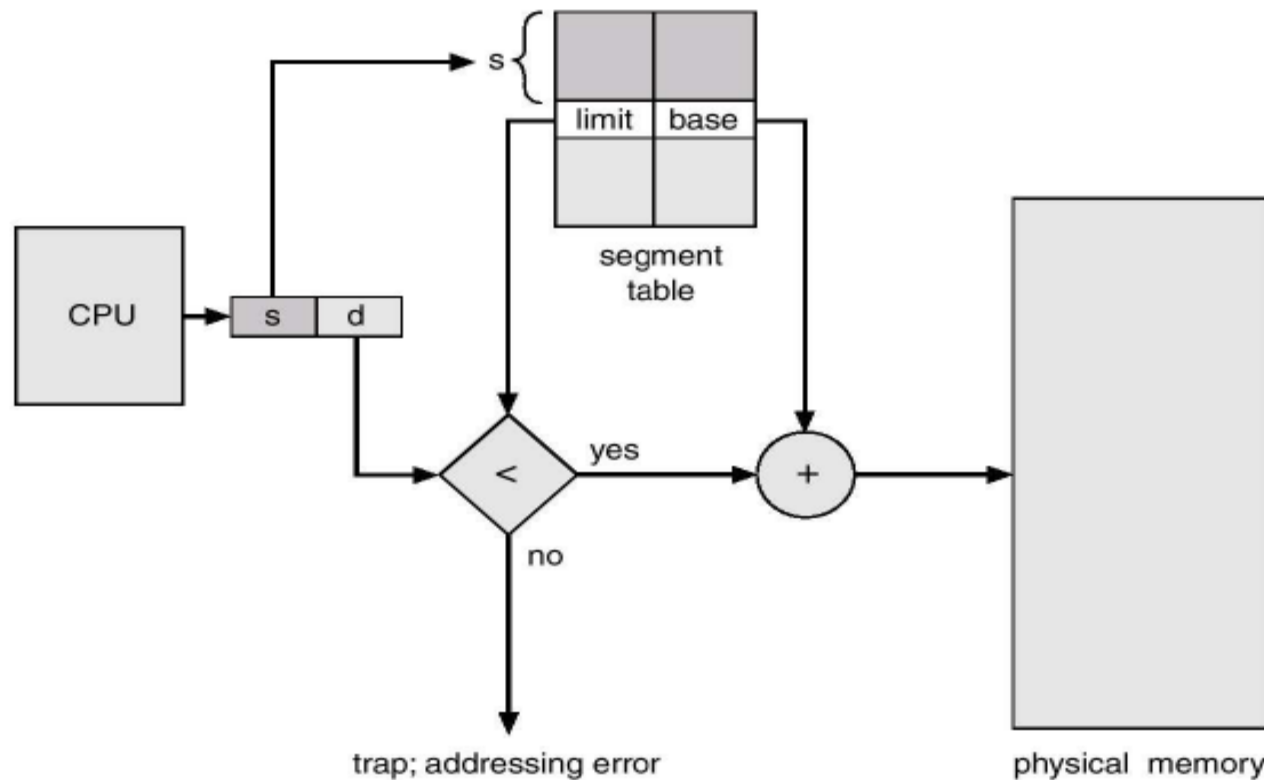 s
limit base
segment
table
CPU
s d
<
yes
+
no
trap; addressing error
physical memory